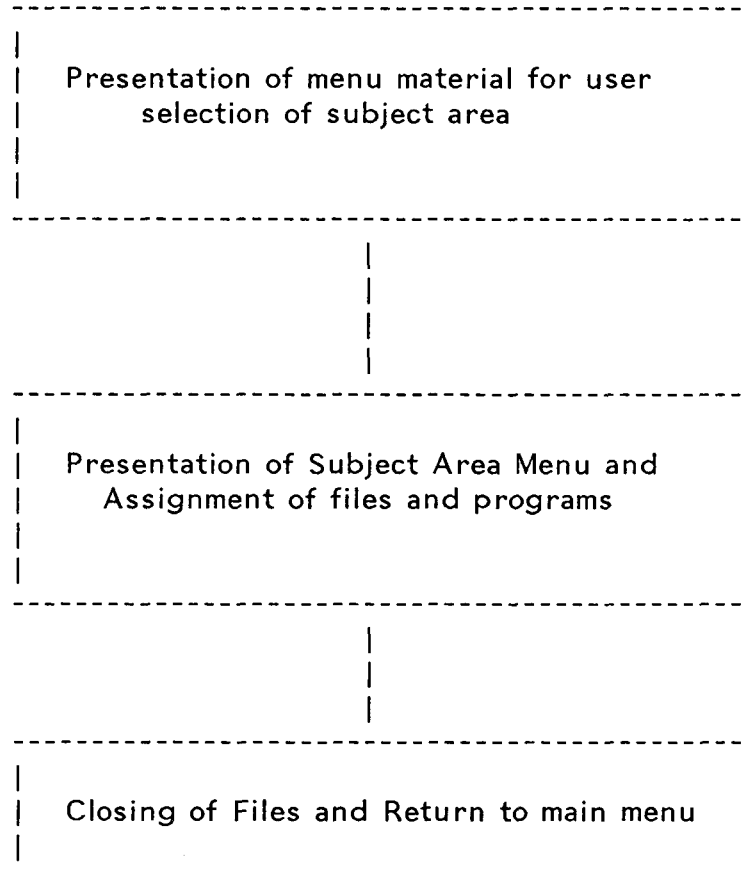 Presentation of menu material for user
selection of subject area
Presentation of Subject Area Menu and
Assignment of files and programs
Closing of Files and Return to main menu